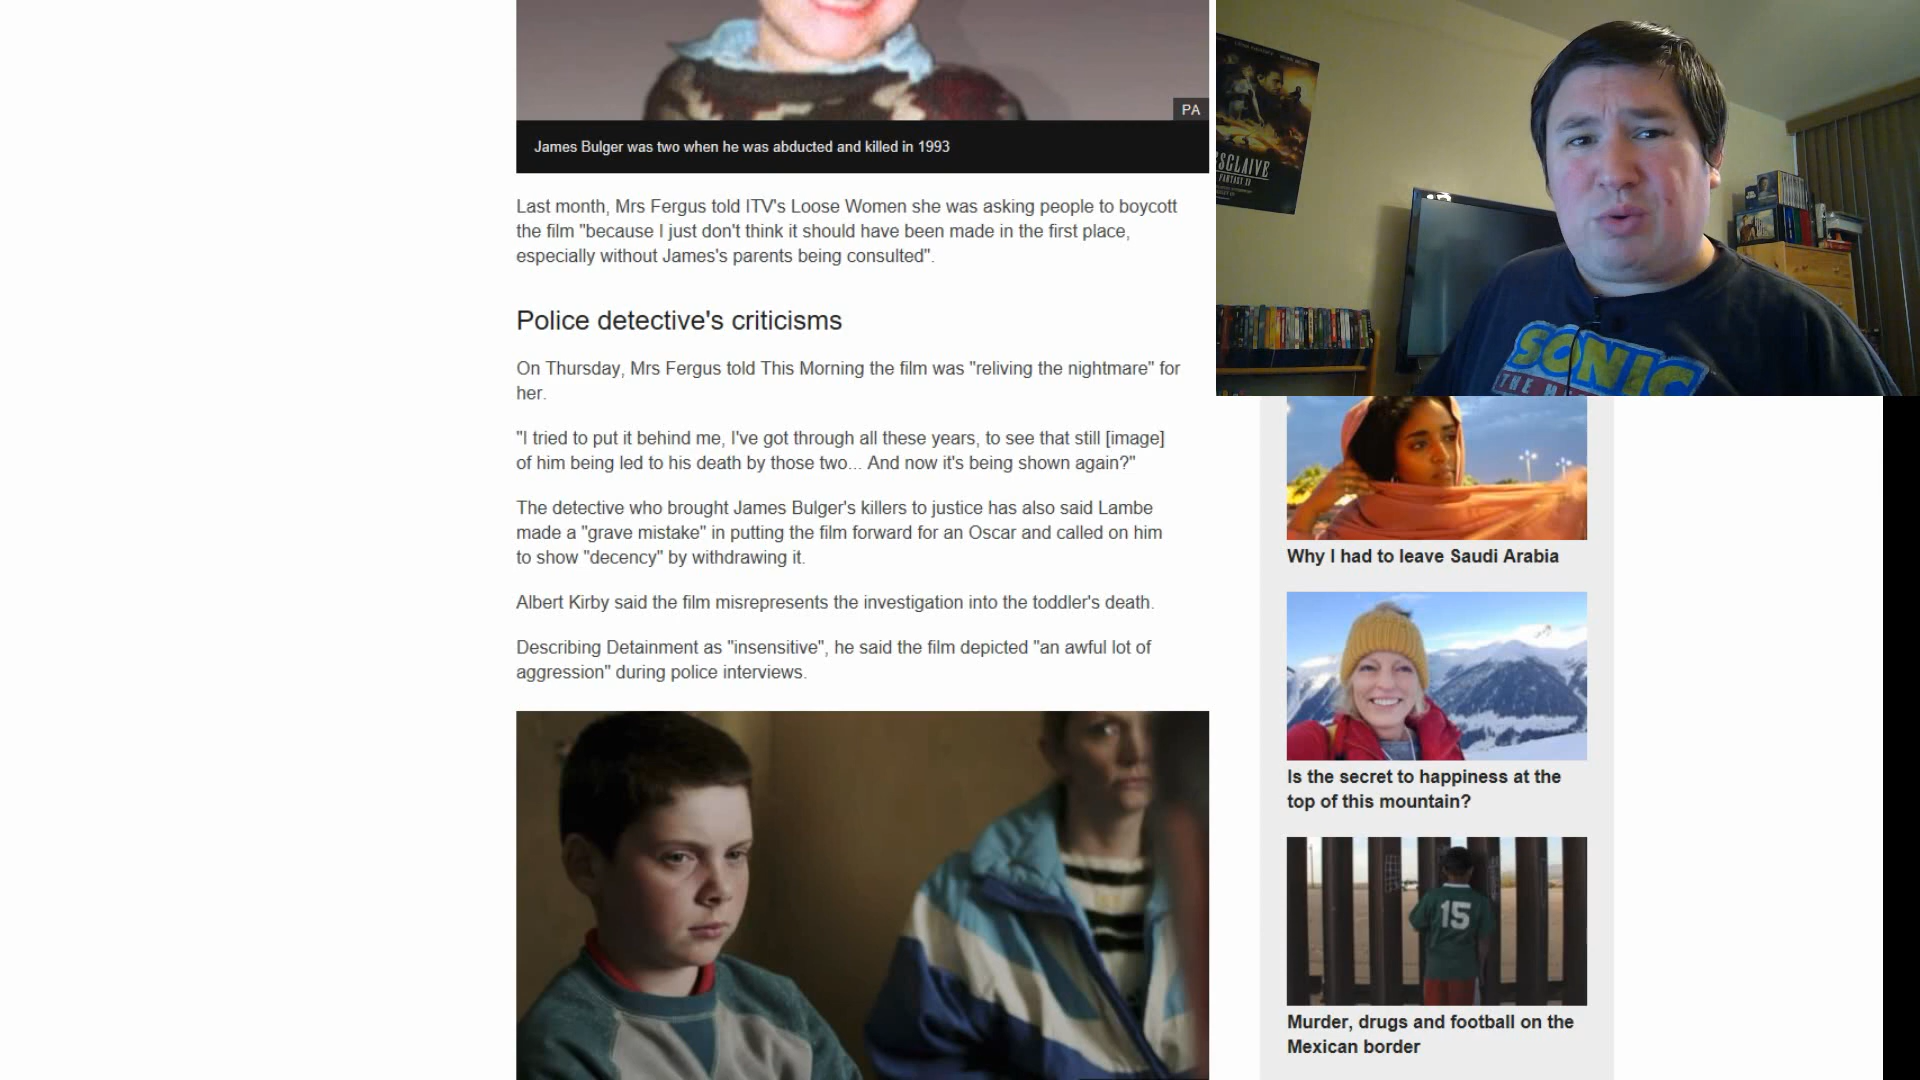 PA
James Bulger was two when he was abducted and killed in 1993
Last month, Mrs Fergus told ITV's Loose Women she was asking people to boycott
the film "because I just don't think it should have been made in the first place,
especially without James's parents being consulted".
Police detective's criticisms
On Thursday, Mrs Fergus told This Morning the film was "reliving the nightmare" for
her.
"I tried to put it behind me, I've got through all these years, to see that still [image]
of him being led to his death by those two... And now it's being shown again?"
The detective who brought James Bulger's killers to justice has also said Lambe
made a "grave mistake" in putting the film forward for an Oscar and called on him
to show "decency" by withdrawing it.
Albert Kirby said the film misrepresents the investigation into the toddler's death.
Describing Detainment as "insensitive", he said the film depicted "an awful lot of
aggression" during police interviews.
SGLAIVE
FANTASY XV
SONIC
THE
Why I had to leave Saudi Arabia
Is the secret to happiness at the
top of this mountain?
15
Murder, drugs and football on the
Mexican border